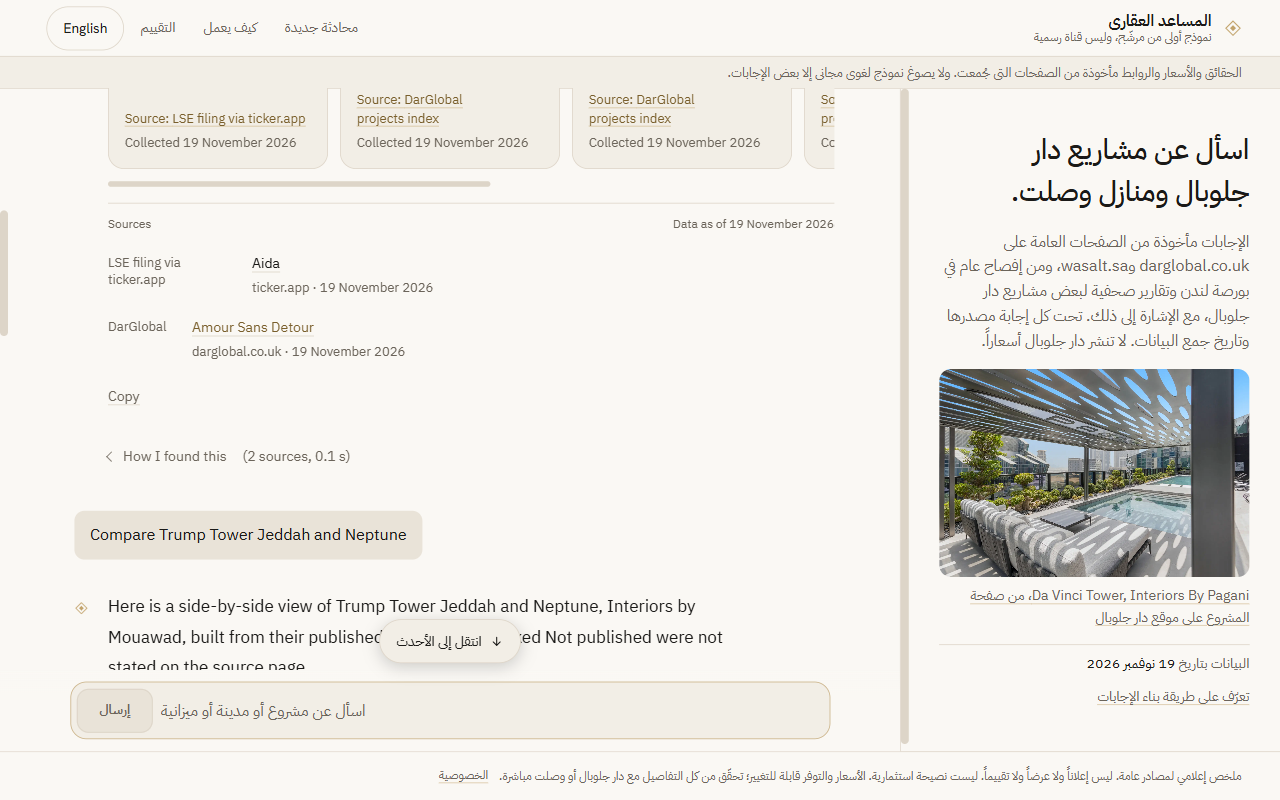 المساعد العقاري
نموذج أولي من مرشّح، وليس قناة رسمية
محادثة جديدة
كيف يعمل
التقييم
English
الحقائق والأسعار والروابط مأخوذة من الصفحات التي جُمعت. ولا يصوغ نموذج لغوي مجاني إلا بعض الإجابات.
اسأل عن مشاريع دار
جلوبال ومنازل وصلت.
الإجابات مأخوذة من الصفحات العامة على
darglobal.co.uk وwasalt.sa، ومن إفصاح عام في
بورصة لندن وتقارير صحفية لبعض مشاريع دار
جلوبال، مع الإشارة إلى ذلك. تحت كل إجابة مصدرها
وتاريخ جمع البيانات. لا تنشر دار جلوبال أسعاراً.
Da Vinci Tower, Interiors By Pagani، من صفحة
المشروع على موقع دار جلوبال
البيانات بتاريخ 19 نوفمبر 2026
تعرّف على طريقة بناء الإجابات
Source: LSE filing via ticker.app
Collected 19 November 2026
Source: DarGlobal
projects index
Collected 19 November 2026
Source: DarGlobal
projects index
Collected 19 November 2026
Sources
Data as of 19 November 2026
LSE filing via
ticker.app
Aida
ticker.app · 19 November 2026
DarGlobal
Amour Sans Detour
darglobal.co.uk · 19 November 2026
Copy
How I found this (2 sources, 0.1 s)
Compare Trump Tower Jeddah and Neptune
Here is a side-by-side view of Trump Tower Jeddah and Neptune, Interiors by
Mouawad, built from their published Not published were not
stated on the source page.
انتقل إلى الأحدث
اسأل عن مشروع أو مدينة أو ميزانية
إرسال
ملخص إعلامي لمصادر عامة. ليس إعلاناً ولا عرضاً ولا تقييماً. ليست نصيحة استثمارية. الأسعار والتوفر قابلة للتغيير؛ تحقّق من كل التفاصيل مع دار جلوبال أو وصلت مباشرة. الخصوصية